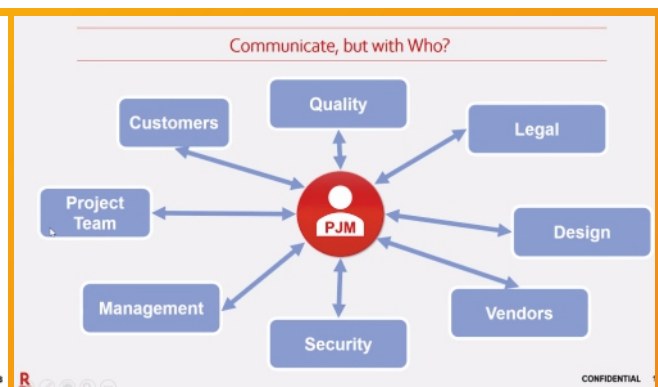 Communicate, but with Who?
Quality
Customers
Legal
Project
Team
PJM
Design
Management
Vendors
Security
R
CONFIDENTIAL